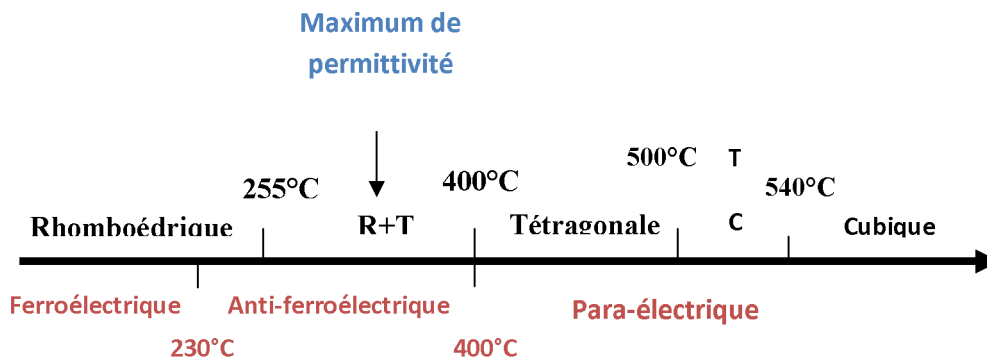 Maximum de
permittivité
500°C T
255°C 400°C 540°C
Rhomboédrique R+T Tétragonale C Cubique
Ferroélectrique Anti-ferroélectrique Para-électrique
230°C 400°C